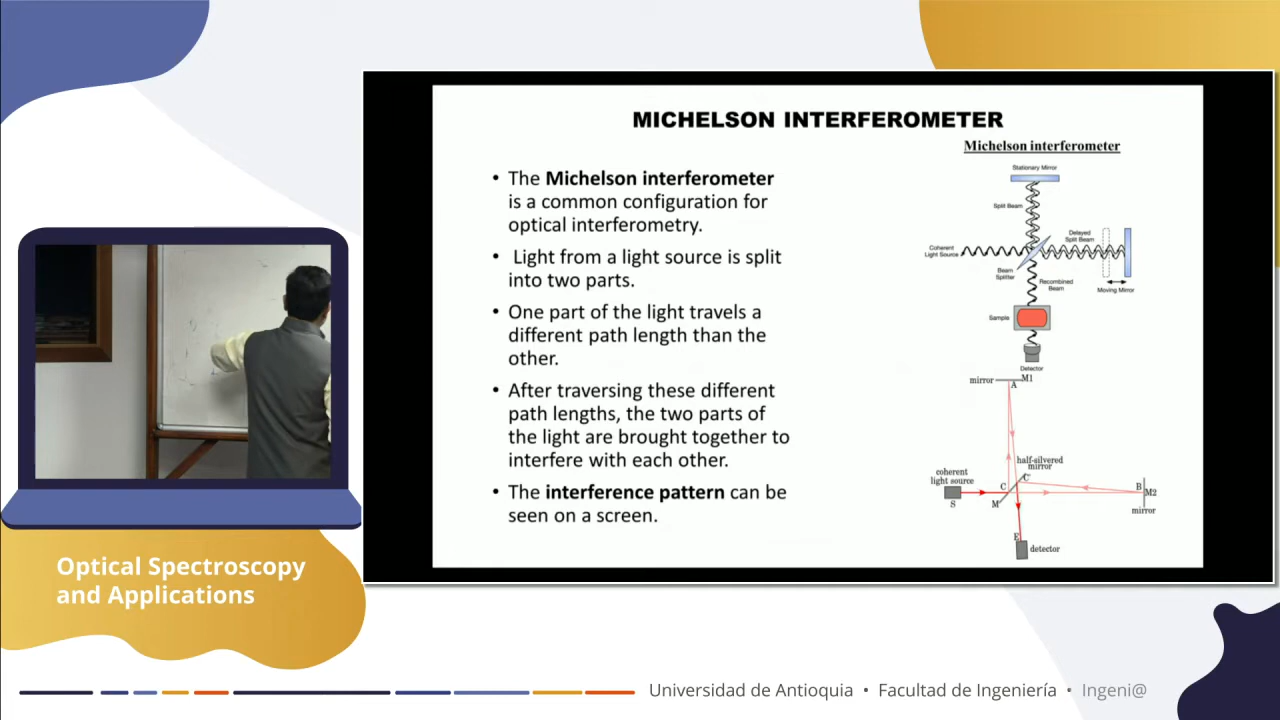 MICHELSON INTERFEROMETER
• The Michelson interferometer
is a common configuration for
optical interferometry.
• Light from a light source is split
into two parts.
• One part of the light travels a
different path length than the
other.
• After traversing these different
path lengths, the two parts of
the light are brought together to
interfere with each other.
• The interference pattern can be
seen on a screen.
Michelson interferometer
Stationary Mirror
Split Beam
Coherent
Light Source
Delayed
Split Beam
Beam
Splitter
Recombined
Beam
Moving Mirror
Sample
Detector
mirror
M1
A
half-silvered
mirror
coherent
light source
C
C'
B
M2
S
M
mirror
E
detector
Optical Spectroscopy
and Applications
Universidad de Antioquia • Facultad de Ingeniería • Ingeni@